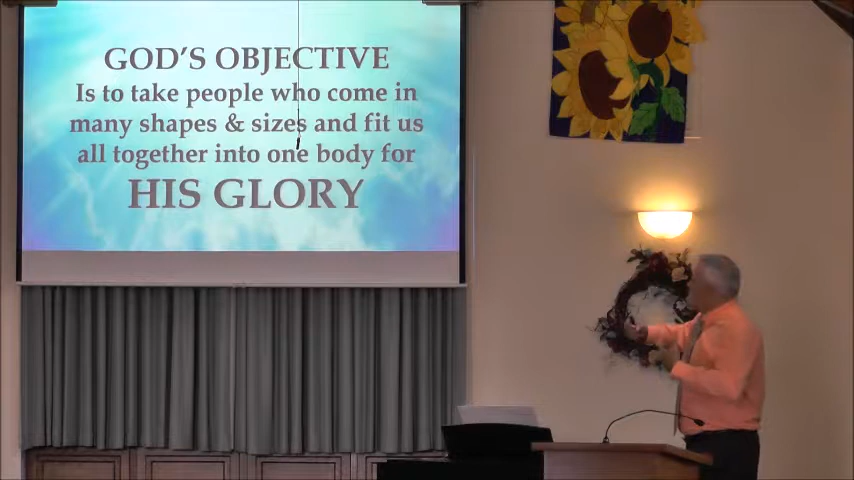 GOD'S OBJECTIVE
Is to take people who come in
many shapes & sizes and fit us
all together into one body for
HIS GLORY